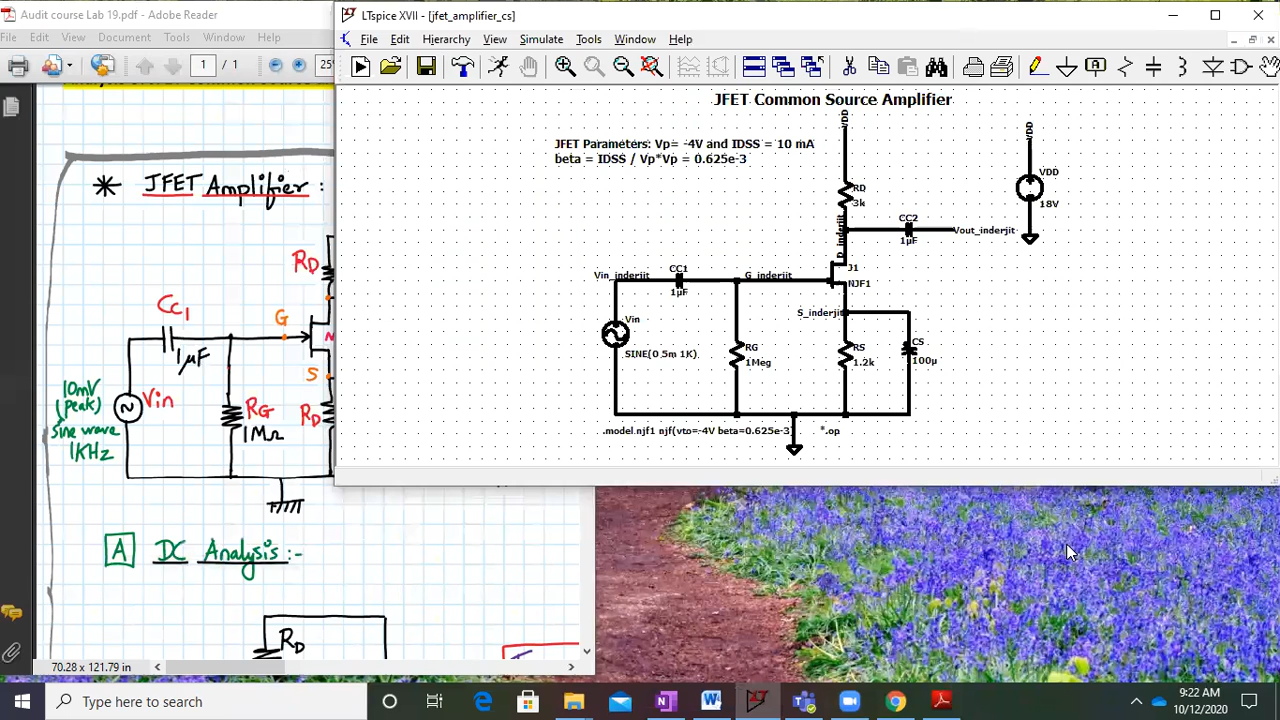 Audit course Lab 19.pdf - Adobe Reader
File Edit View Document Tools Window Help
1 / 1
* JFET Amplifier :
RD
CC1
1μF
G
N
S
10mV
(peak)
sine wave
1KHz
Vin
RG
1MΩ
RD
A DC Analysis :-
RD
70.28 x 121.79 in
LTspice XVII - [jfet_amplifier_cs]
File Edit Hierarchy View Simulate Tools Window Help
JFET Common Source Amplifier
JFET Parameters: Vp= -4V and IDSS = 10 mA
beta = IDSS / Vp*Vp = 0.625e-3
VDD
RD
3k
D_inderjit
CC2
1µF
Vout_inderjit
VDD
VDD
18V
Vin_inderjit
CC1
1µF
G_inderjit
J1
NJF1
S_inderjit
Vin
SINE(0 5m 1K)
RG
1Meg
RS
1.2k
CS
100µ
.model njf1 njf(vto=-4V beta=0.625e-3)
*.op
Type here to search
9:22 AM
10/12/2020